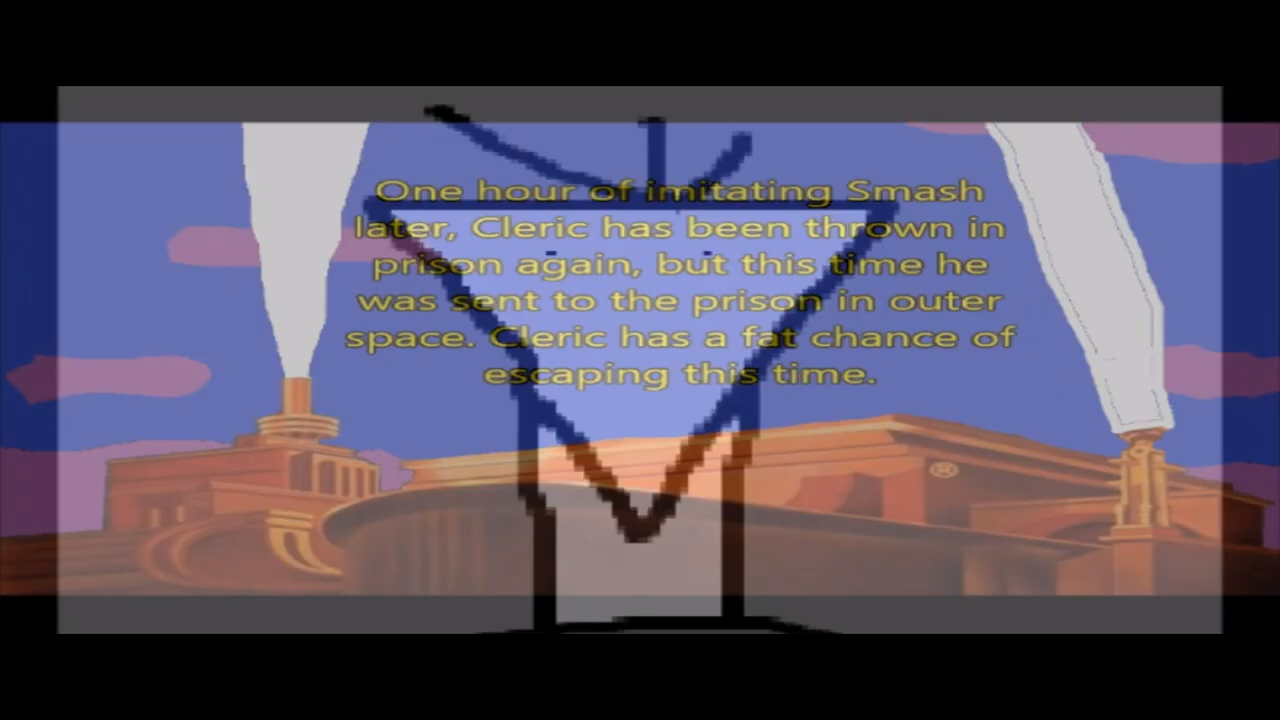 One hour of imitating Smash
later, Cleric has been thrown in
prison again, but this time he
was sent to the prison in outer
space. Cleric has a fat chance of
escaping this time.
®